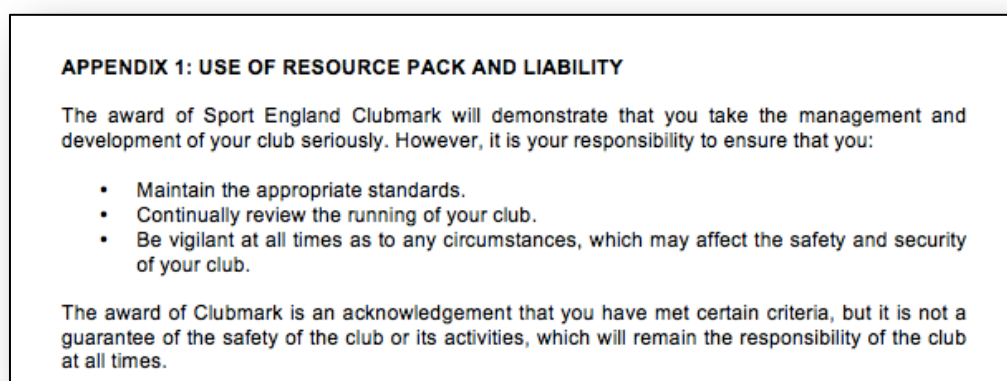 APPENDIX 1: USE OF RESOURCE PACK AND LIABILITY
The award of Sport England Clubmark will demonstrate that you take the management and
development of your club seriously. However, it is your responsibility to ensure that you:
• Maintain the appropriate standards.
• Continually review the running of your club.
• Be vigilant at all times as to any circumstances, which may affect the safety and security
of your club.
The award of Clubmark is an acknowledgement that you have met certain criteria, but it is not a
guarantee of the safety of the club or its activities, which will remain the responsibility of the club
at all times.